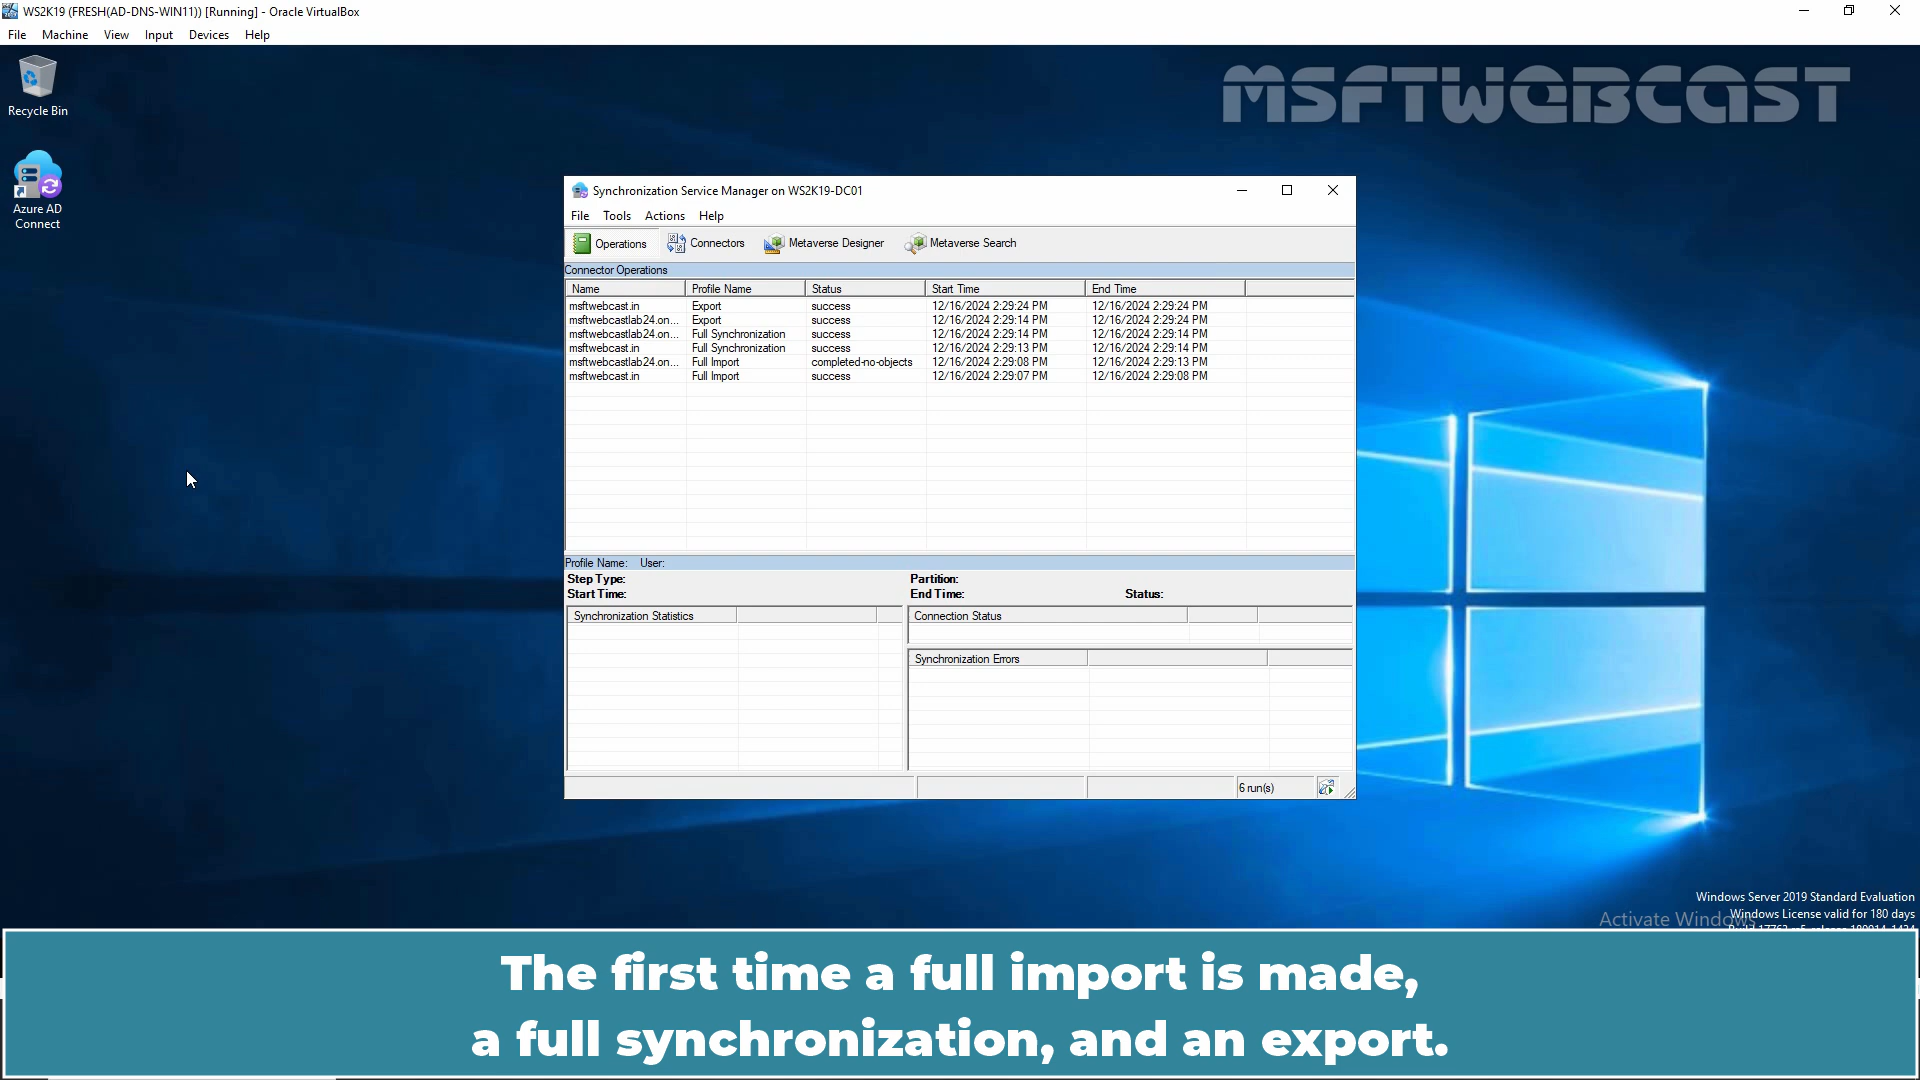 WS2K19 (FRESH(AD-DNS-WIN11)) [Running] - Oracle VirtualBox
File Machine View Input Devices Help
MSFTWEBCAST
Recycle Bin
Azure AD
Connect
Synchronization Service Manager on WS2K19-DC01
File Tools Actions Help
Operations Connectors Metaverse Designer Metaverse Search
Connector Operations
Name Profile Name Status Start Time End Time
msftwebcast.in Export success 12/16/2024 2:29:24 PM 12/16/2024 2:29:24 PM
msftwebcastlab24.on... Export success 12/16/2024 2:29:14 PM 12/16/2024 2:29:24 PM
msftwebcastlab24.on... Full Synchronization success 12/16/2024 2:29:14 PM 12/16/2024 2:29:14 PM
msftwebcast.in Full Synchronization success 12/16/2024 2:29:13 PM 12/16/2024 2:29:14 PM
msftwebcastlab24.on... Full Import completed-no-objects 12/16/2024 2:29:08 PM 12/16/2024 2:29:13 PM
msftwebcast.in Full Import success 12/16/2024 2:29:07 PM 12/16/2024 2:29:08 PM
Profile Name: User:
Step Type: Partition:
Start Time: End Time: Status:
Synchronization Statistics Connection Status
Synchronization Errors
6 run(s)
Windows Server 2019 Standard Evaluation
Activate Windows
Windows License valid for 180 days
The first time a full import is made,
a full synchronization, and an export.